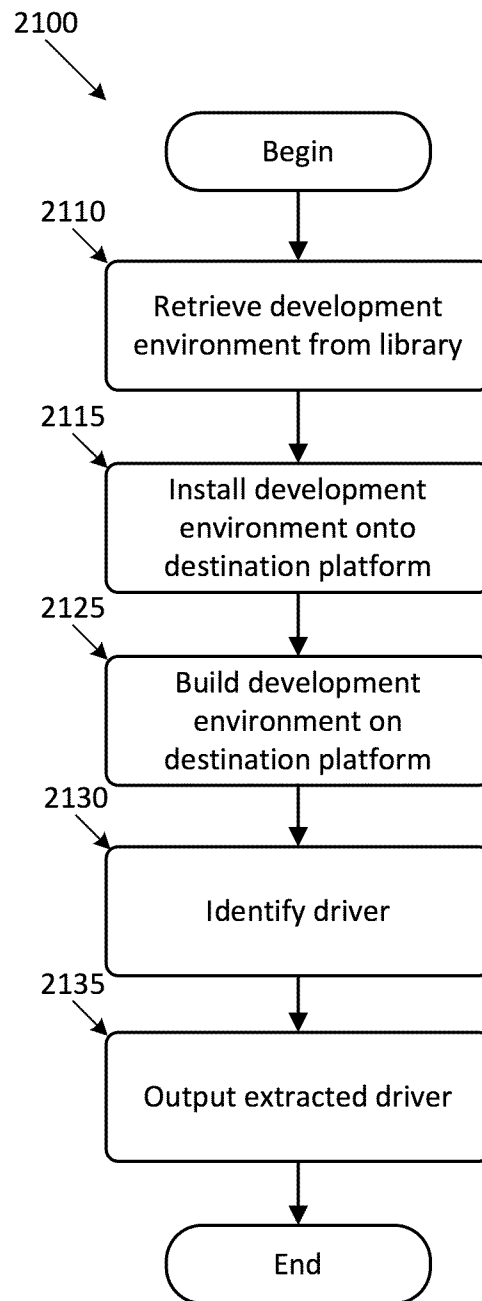 2100
Begin
2110
Retrieve development
environment from library
2115
Install development
environment onto
destination platform
2125
Build development
environment on
destination platform
2130
Identify driver
2135
Output extracted driver
End